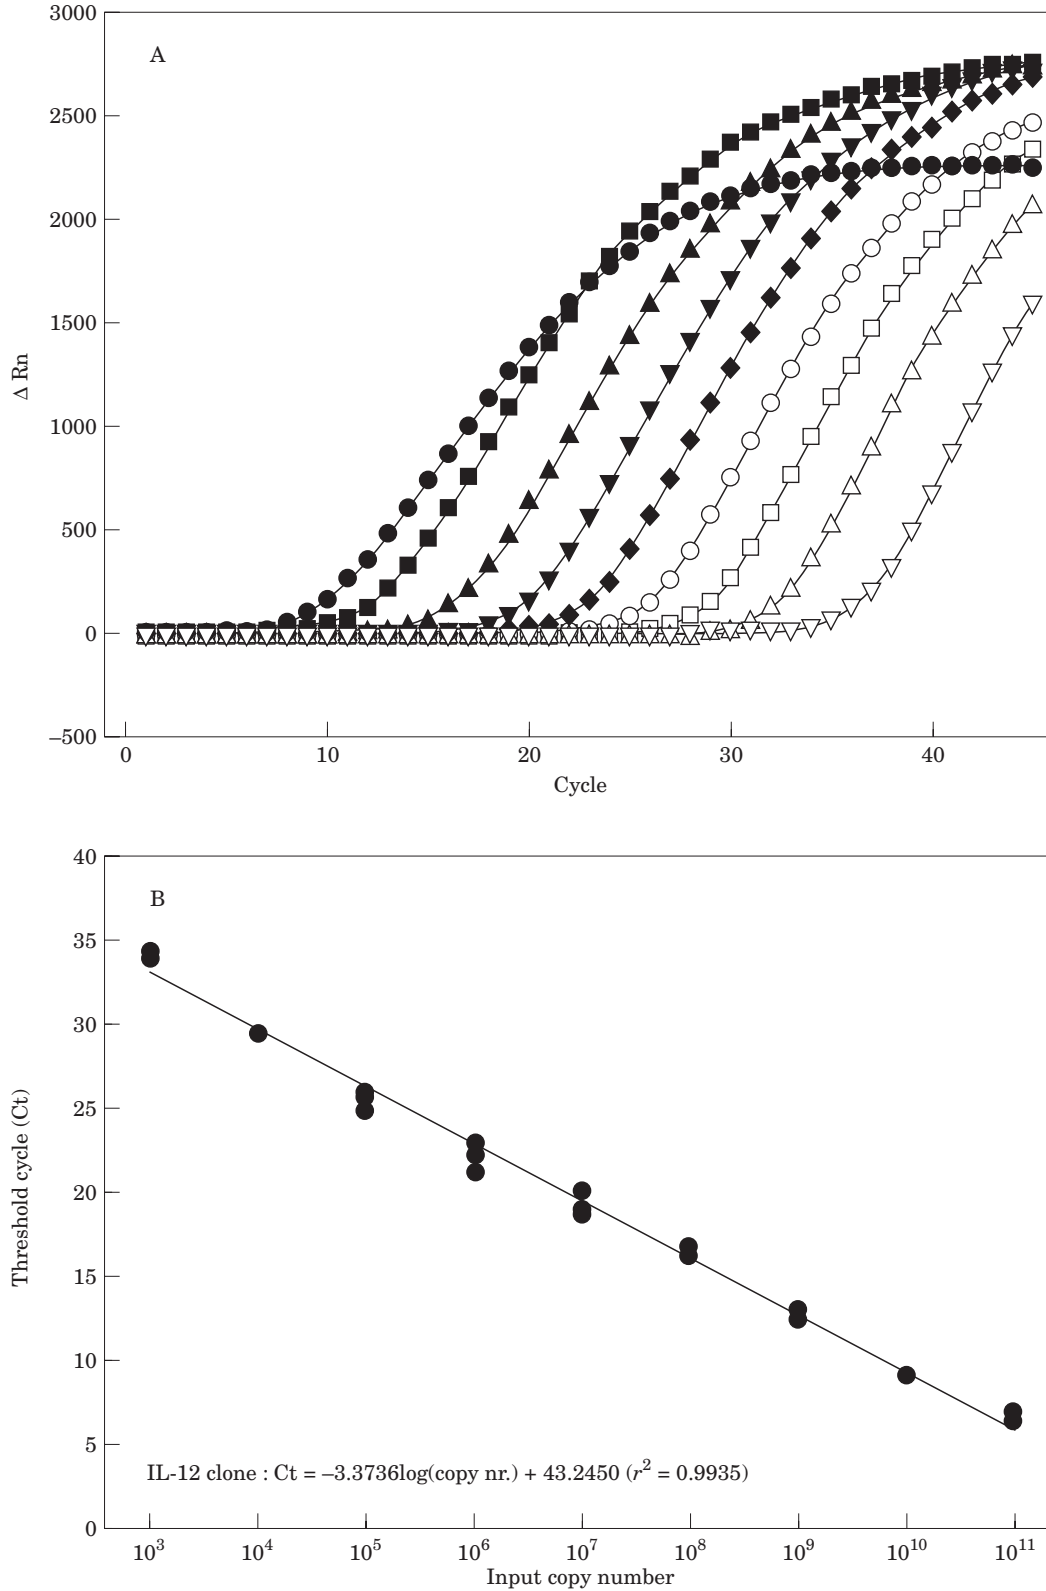 A
3000
2500
2000
1500
1000
500
0
–500
Δ Rn
0 10 20 30 40
Cycle
B
40
35
30
25
20
15
10
5
0
Threshold cycle (Ct)
IL-12 clone : Ct = –3.3736log(copy nr.) + 43.2450 (r² = 0.9935)
10³ 10⁴ 10⁵ 10⁶ 10⁷ 10⁸ 10⁹ 10¹⁰ 10¹¹
Input copy number